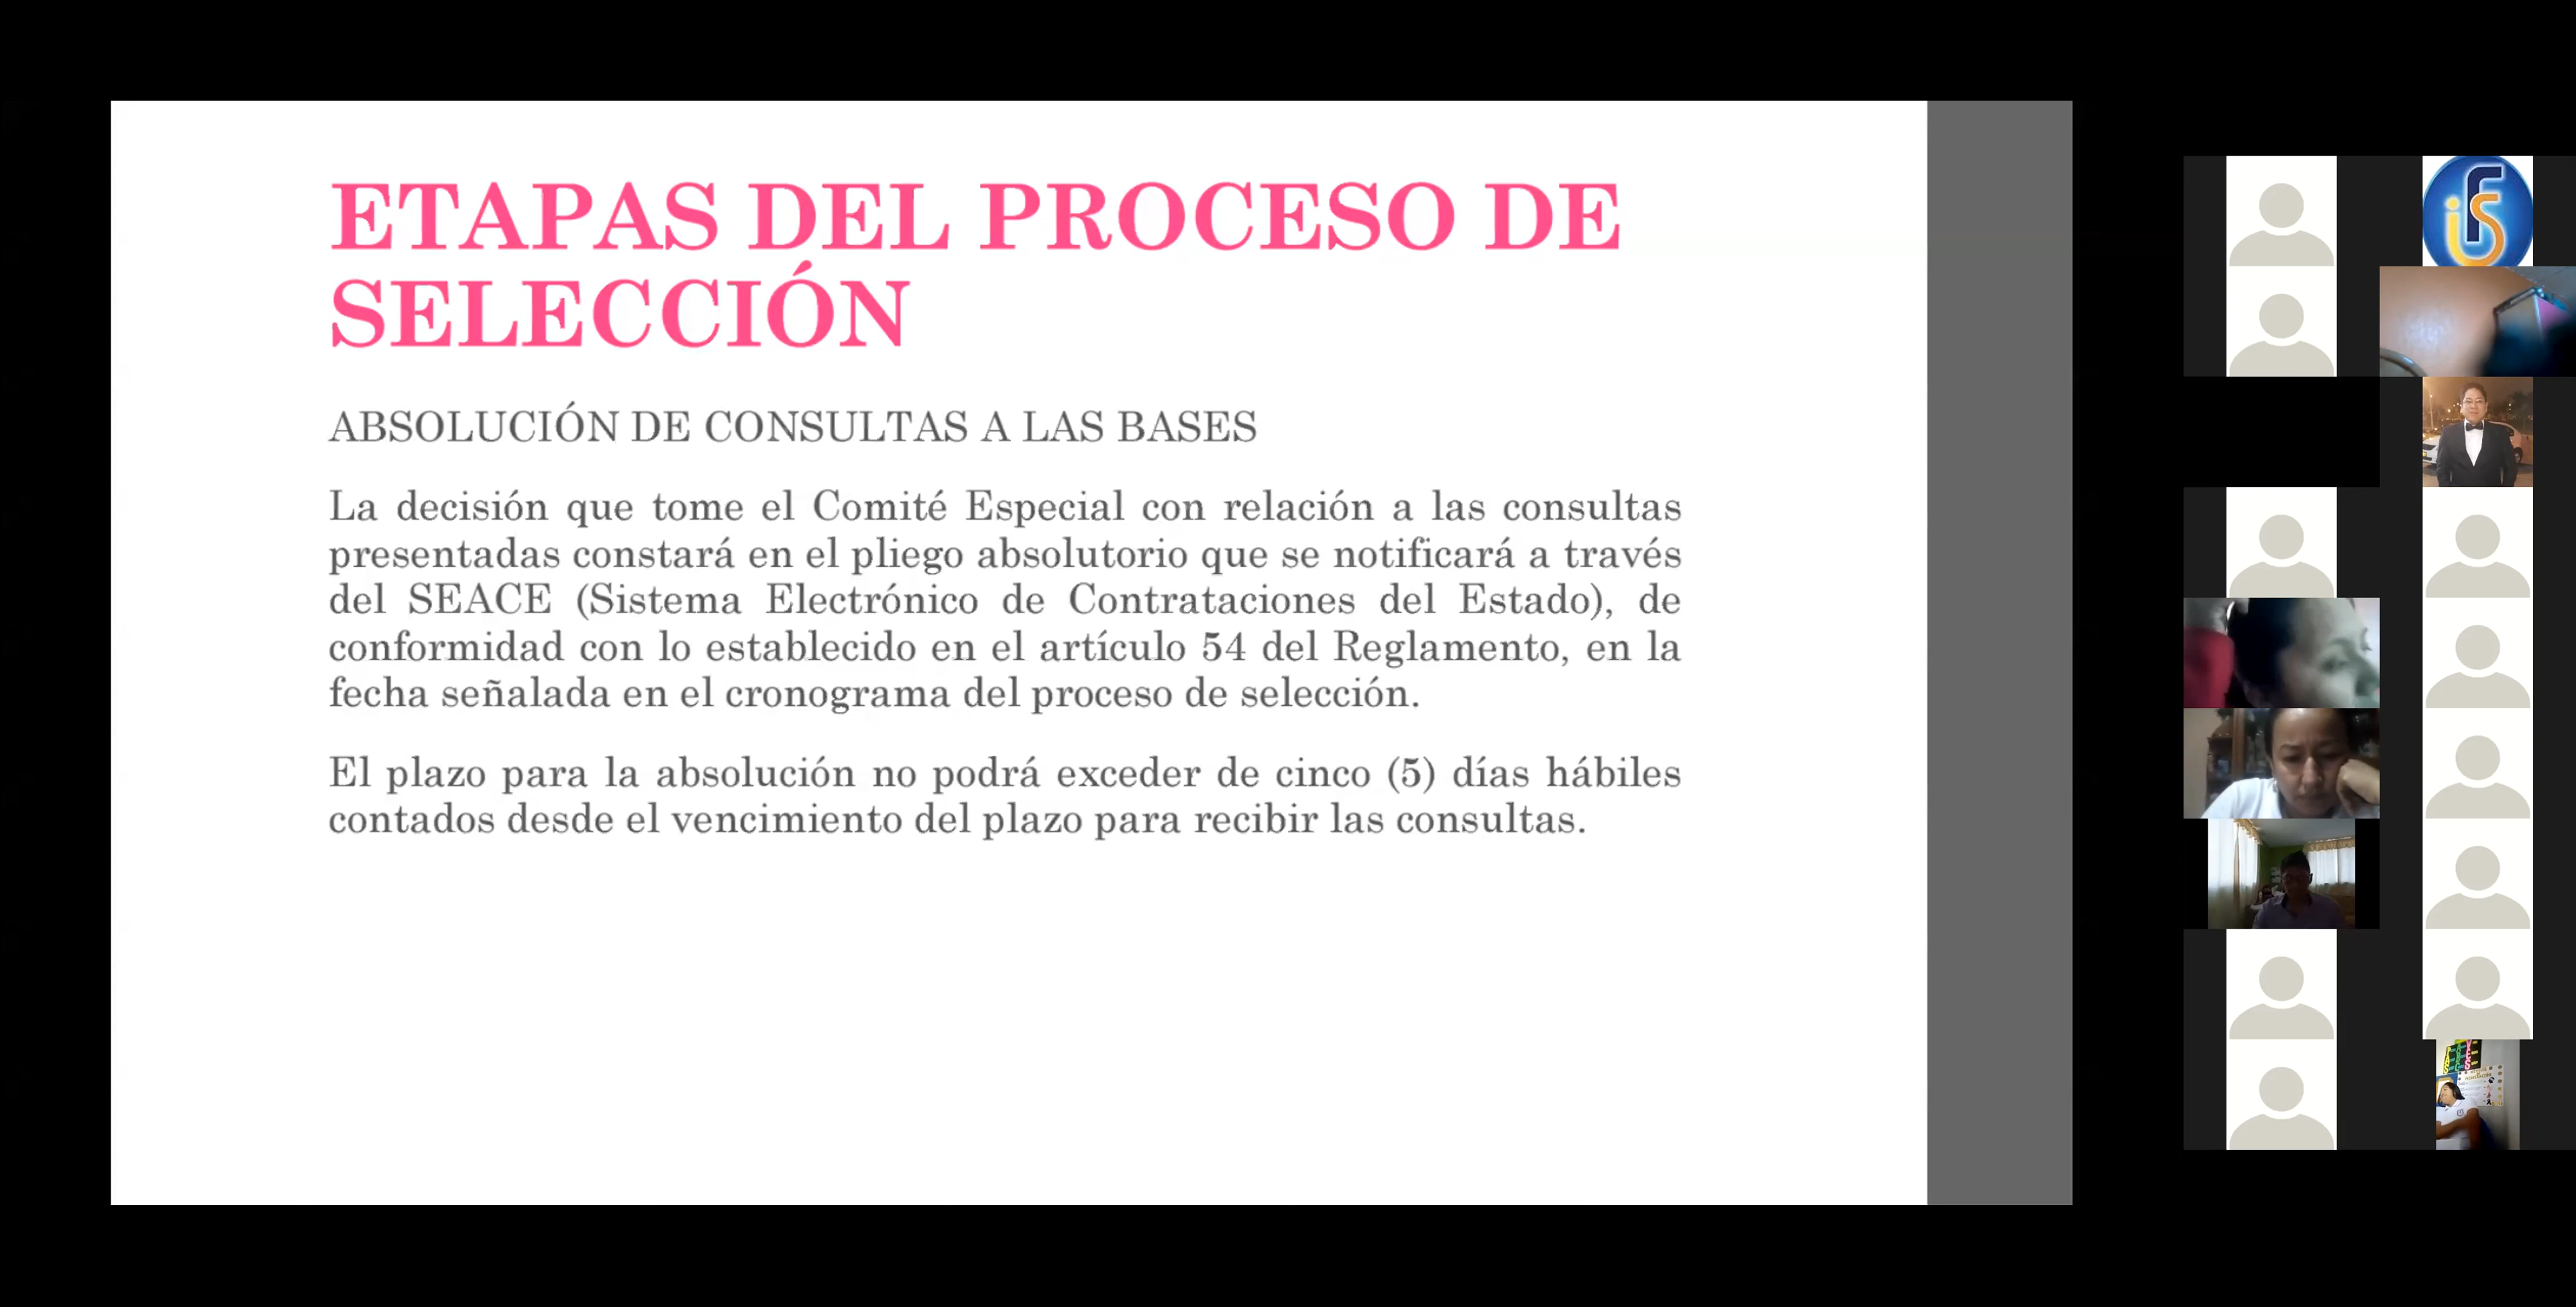 ETAPAS DEL PROCESO DE
SELECCIÓN
ABSOLUCIÓN DE CONSULTAS A LAS BASES
La decisión que tome el Comité Especial con relación a las consultas
presentadas constará en el pliego absolutorio que se notificará a través
del SEACE (Sistema Electrónico de Contrataciones del Estado), de
conformidad con lo establecido en el artículo 54 del Reglamento, en la
fecha señalada en el cronograma del proceso de selección.
El plazo para la absolución no podrá exceder de cinco (5) días hábiles
contados desde el vencimiento del plazo para recibir las consultas.